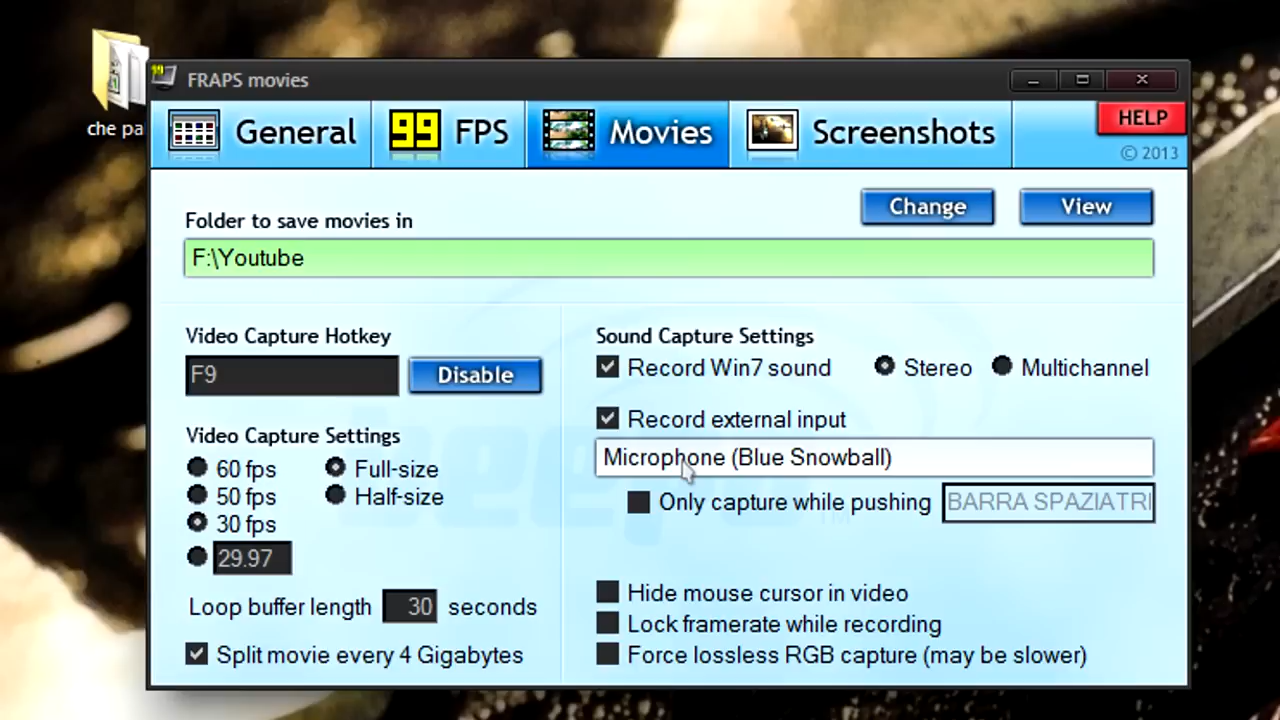 FRAPS movies
General
99 FPS
Movies
Screenshots
HELP
© 2013
Folder to save movies in
Change
View
F:\Youtube
Video Capture Hotkey
F9
Disable
Video Capture Settings
60 fps
Full-size
50 fps
Half-size
30 fps
29.97
Loop buffer length 30 seconds
Split movie every 4 Gigabytes
Sound Capture Settings
Record Win7 sound
Stereo
Multichannel
Record external input
Microphone (Blue Snowball)
Only capture while pushing
BARRA SPAZIATRI
Hide mouse cursor in video
Lock framerate while recording
Force lossless RGB capture (may be slower)
che pa